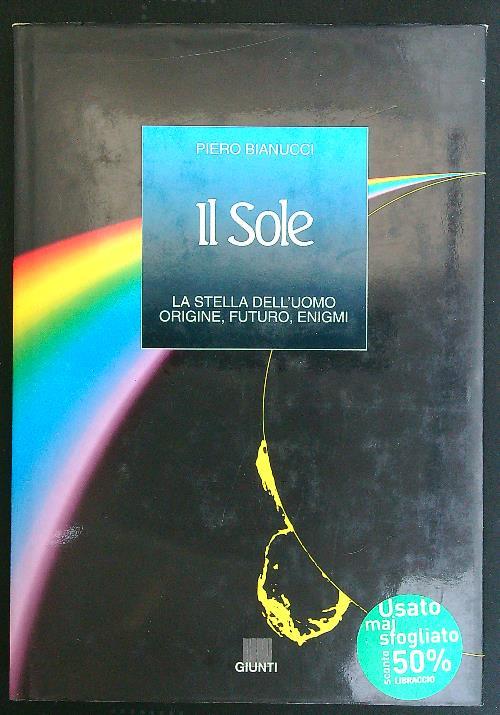 PIERO BIANUCCI
Il Sole
LA STELLA DELL'UOMO
ORIGINE, FUTURO, ENIGMI
GIUNTI
Usato
mai
sfogliato
sconto
50%
LIBRACCIO